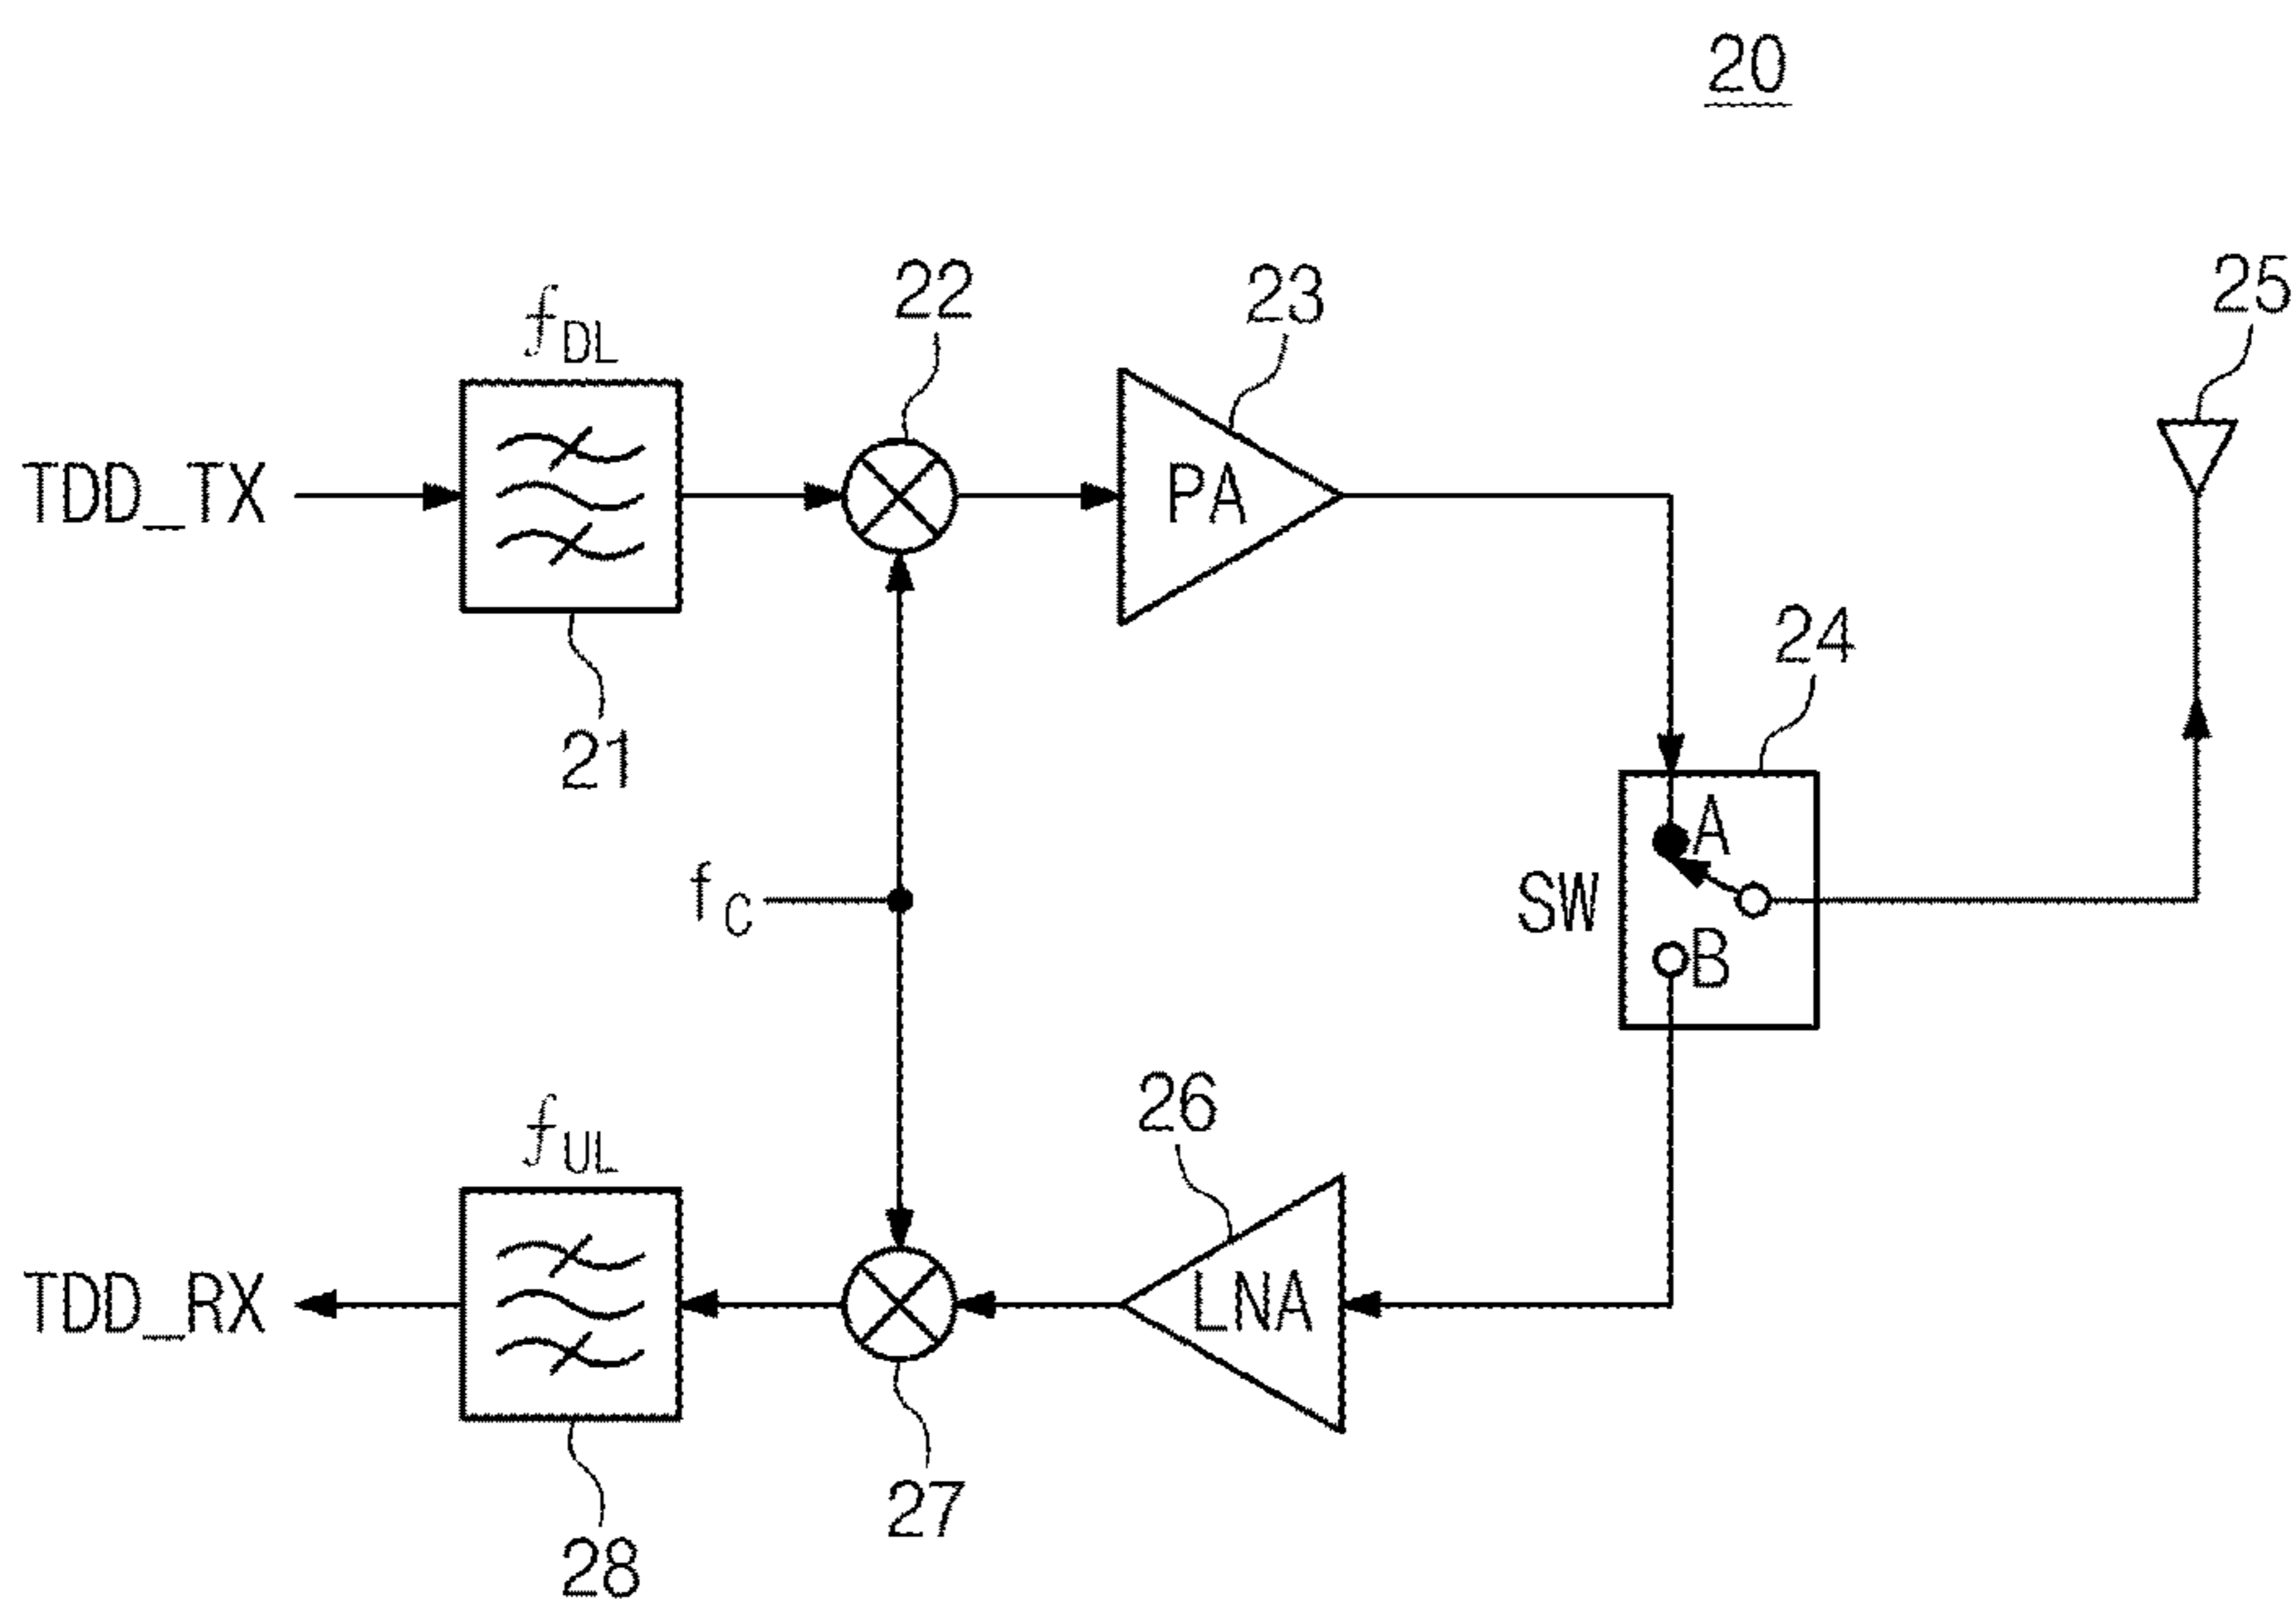 20
22
23
25
f_DL
TDD_TX
PA
21
24
A
f_C
SW
B
26
f_UL
TDD_RX
LNA
27
28